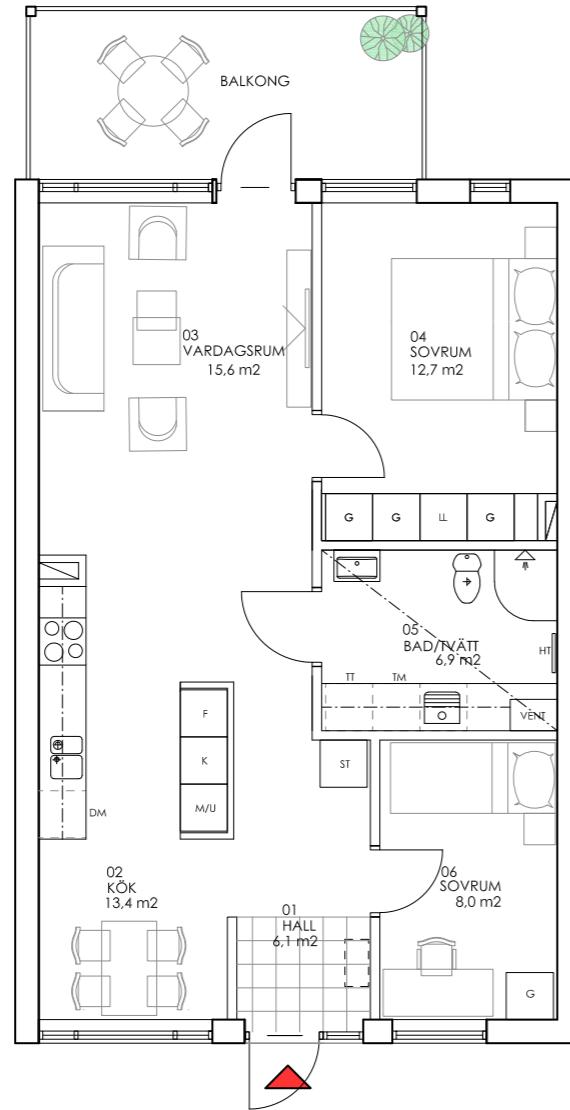 BALKONG
03
VARDAGSRUM
15,6 m2
04
SOVRUM
12,7 m2
G G LL G
05
BAD/TVÄTT
6,9 m2
HT
TT TM
VENT
F
K
M/U
ST
DM
02
KÖK
13,4 m2
01
HALL
6,1 m2
06
SOVRUM
8,0 m2
G